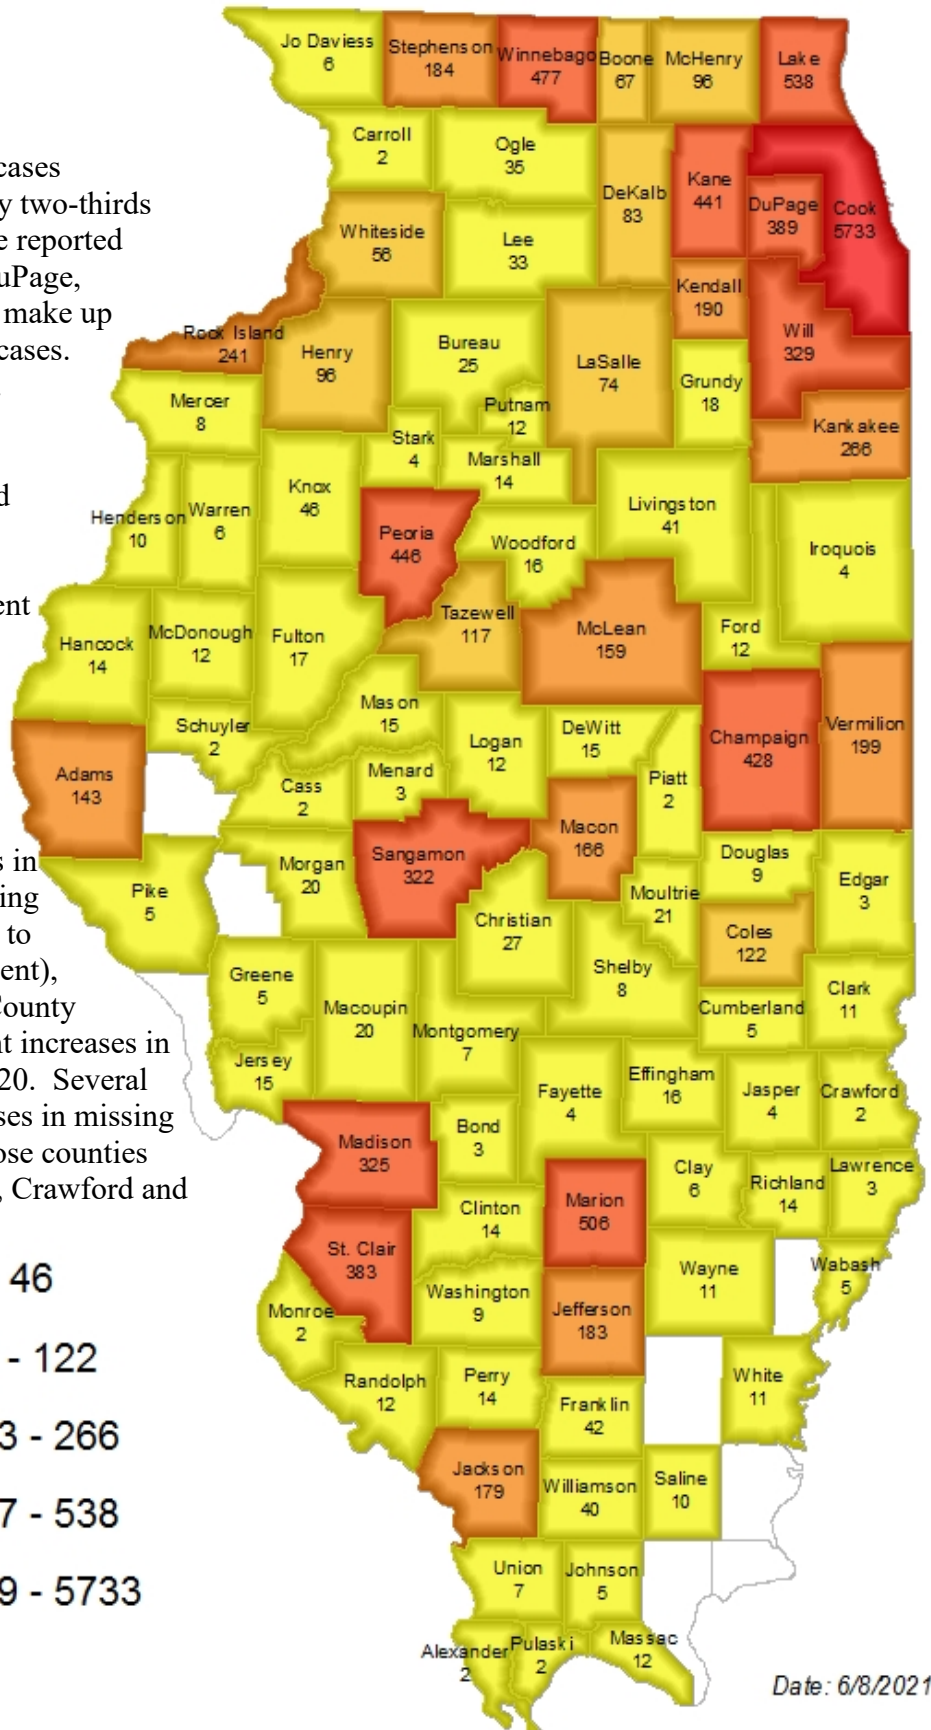 Jo Daviess
6
Stephenson
184
Winnebago
477
Boone
67
McHenry
96
Lake
538
Carroll
2
Ogle
35
DeKalb
83
Kane
441
DuPage
389
Cook
5733
Whiteside
56
Lee
33
Kendall
190
Will
329
Rock Island
241
Henry
96
Bureau
25
LaSalle
74
Grundy
18
Mercer
8
Putnam
12
Kankakee
266
Stark
4
Marshall
14
Knox
46
Henderson
10
Warren
6
Peoria
446
Woodford
16
Livingston
41
Iroquois
4
Hancock
14
McDonough
12
Fulton
17
Tazewell
117
McLean
159
Ford
12
Schuyler
2
Mason
15
Logan
12
DeWitt
15
Champaign
428
Vermilion
199
Adams
143
Cass
2
Menard
3
Piatt
2
Macon
166
Pike
5
Morgan
20
Sangamon
322
Douglas
9
Edgar
3
Moultrie
21
Christian
27
Coles
122
Greene
5
Macoupin
20
Shelby
8
Cumberland
5
Clark
11
Montgomery
7
Jersey
15
Fayette
4
Effingham
16
Jasper
4
Crawford
2
Madison
325
Bond
3
Clay
6
Richland
14
Lawrence
3
Marion
506
Clinton
14
St. Clair
383
Wayne
11
Wabash
5
Monroe
2
Washington
9
Jefferson
183
Randolph
12
Perry
14
White
11
Franklin
42
Jackson
179
Williamson
40
Saline
10
Union
7
Johnson
5
Alexander
2
Pulaski
2
Massac
12
cases
y two-thirds
e reported
uPage,
make up
cases.
d
ent
s in
ing
to
ent),
County
nt increases in
20. Several
ses in missing
ose counties
, Crawford and
46
- 122
3 - 266
7 - 538
9 - 5733
Date: 6/8/2021